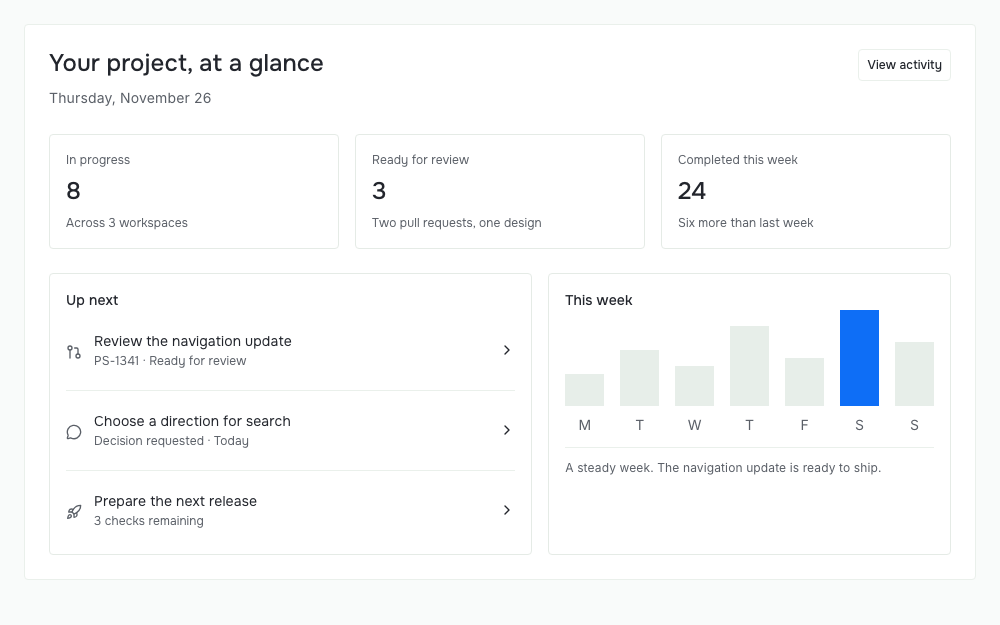 Your project, at a glance
View activity
Thursday, November 26
In progress
8
Across 3 workspaces
Ready for review
3
Two pull requests, one design
Completed this week
24
Six more than last week
Up next
Review the navigation update
PS-1341 · Ready for review
Choose a direction for search
Decision requested · Today
Prepare the next release
3 checks remaining
This week
M T W T F S S
A steady week. The navigation update is ready to ship.